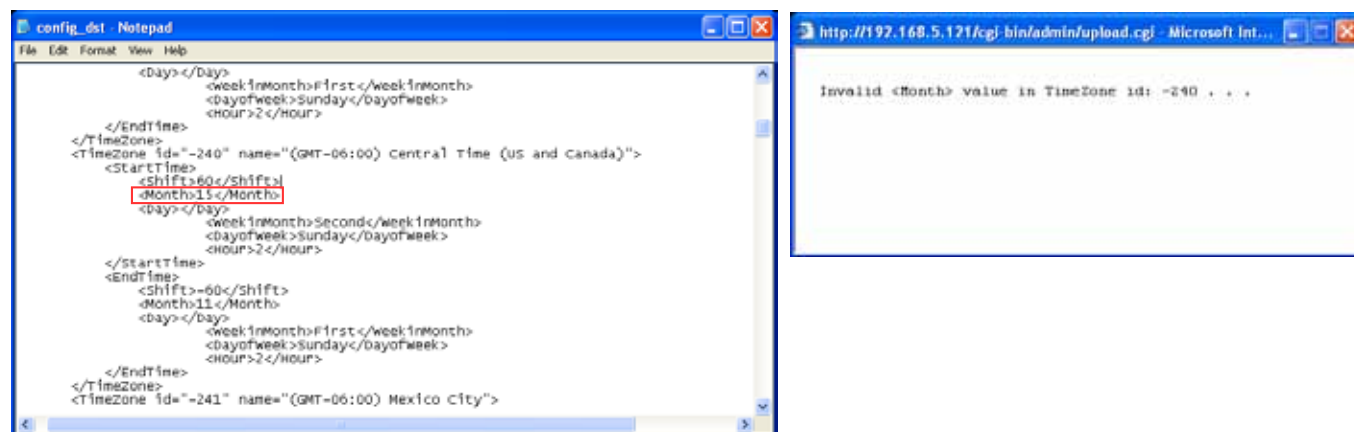 config_dst - Notepad
File Edit Format View Help
<Day></Day>
<WeekInMonth>First</WeekInMonth>
<DayofWeek>Sunday</DayofWeek>
<Hour>2</Hour>
</EndTime>
</TimeZone>
<TimeZone id="-240" name="(GMT-06:00) Central Time (US and Canada)">
<StartTime>
<Shift>60</Shift>
<Month>15</Month>
<Day></Day>
<WeekInMonth>Second</WeekInMonth>
<DayofWeek>Sunday</DayofWeek>
<Hour>2</Hour>
</StartTime>
<EndTime>
<Shift>-60</Shift>
<Month>11</Month>
<Day></Day>
<WeekInMonth>First</WeekInMonth>
<DayofWeek>Sunday</DayofWeek>
<Hour>2</Hour>
</EndTime>
</TimeZone>
<TimeZone id="-241" name="(GMT-06:00) Mexico City">
http://192.168.5.121/cgi-bin/admin/upload.cgi - Microsoft Int...
Invalid <Month> value in TimeZone id: -240 . . .